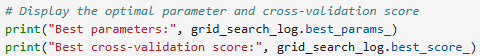 # Display the optimal parameter and cross-validation score
print("Best parameters:", grid_search_log.best_params_)
print("Best cross-validation score:", grid_search_log.best_score_)